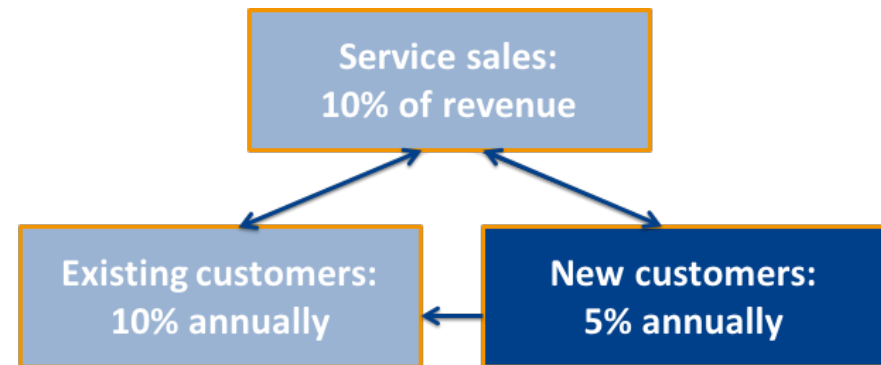 Service sales:
10% of revenue
Existing customers:
10% annually
New customers:
5% annually